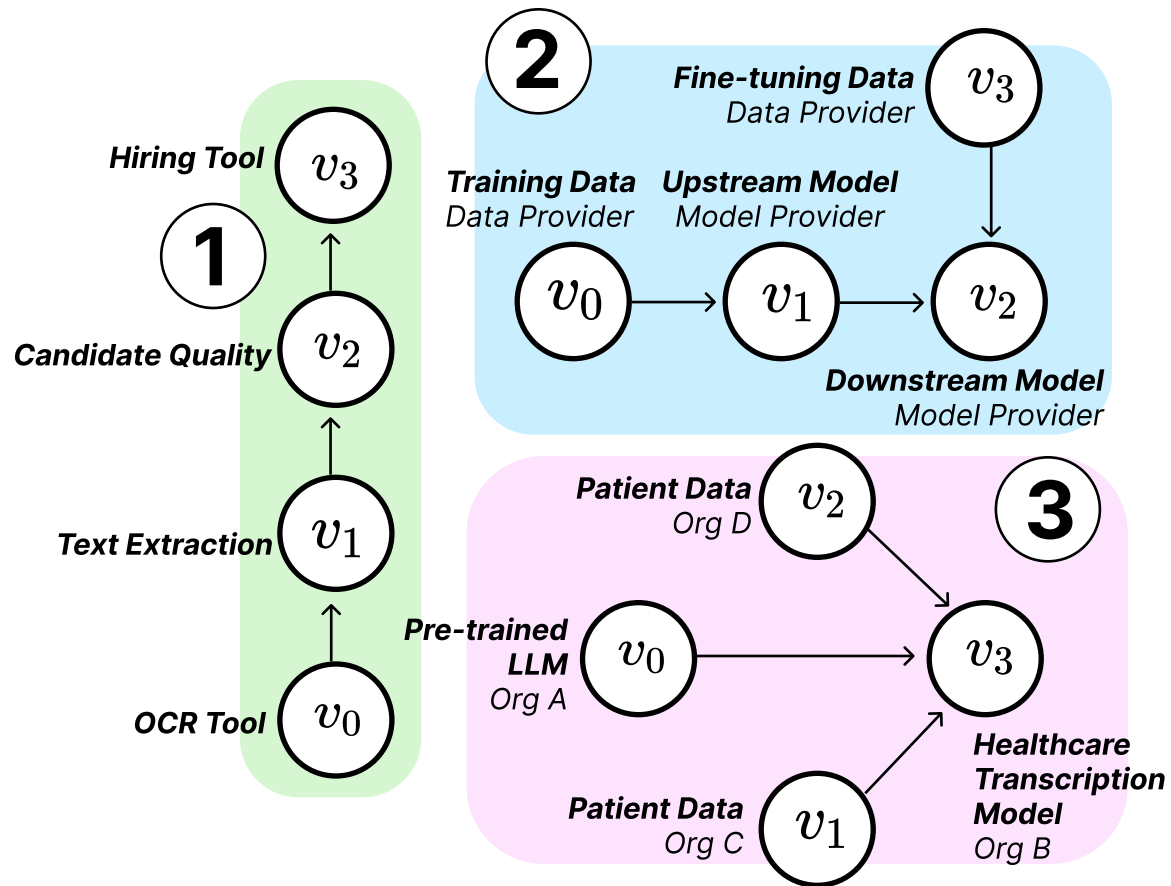 1
Hiring Tool
v3
Candidate Quality
v2
Text Extraction
v1
OCR Tool
v0
2
Fine-tuning Data
Data Provider
v3
Training Data
Data Provider
Upstream Model
Model Provider
v0
v1
v2
Downstream Model
Model Provider
3
Patient Data
Org D
v2
Pre-trained
LLM
Org A
v0
v3
Healthcare
Transcription
Model
Org B
Patient Data
Org C
v1